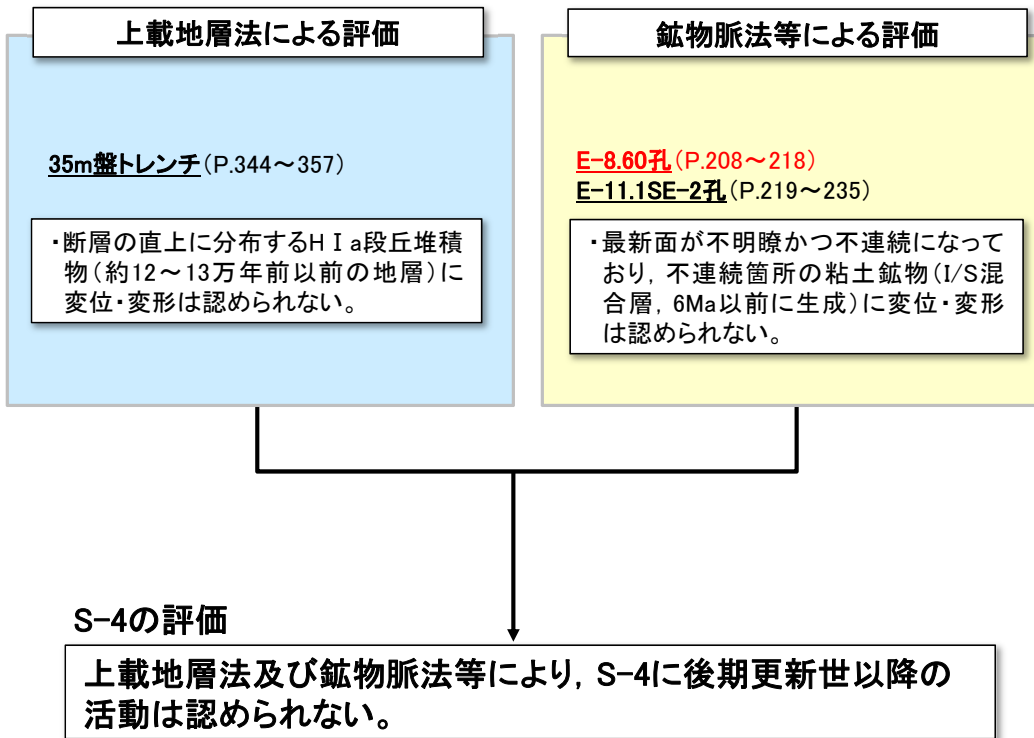 上載地層法による評価
35m盤トレンチ(P.344～357)
・断層の直上に分布するHⅠa段丘堆積
物(約12～13万年前以前の地層)に
変位・変形は認められない。
鉱物脈法等による評価
E-8.60孔(P.208～218)
E-11.1SE-2孔(P.219～235)
・最新面が不明瞭かつ不連続になって
おり，不連続箇所の粘土鉱物(I/S混
合層，6Ma以前に生成)に変位・変形
は認められない。
S-4の評価
上載地層法及び鉱物脈法等により，S-4に後期更新世以降の
活動は認められない。